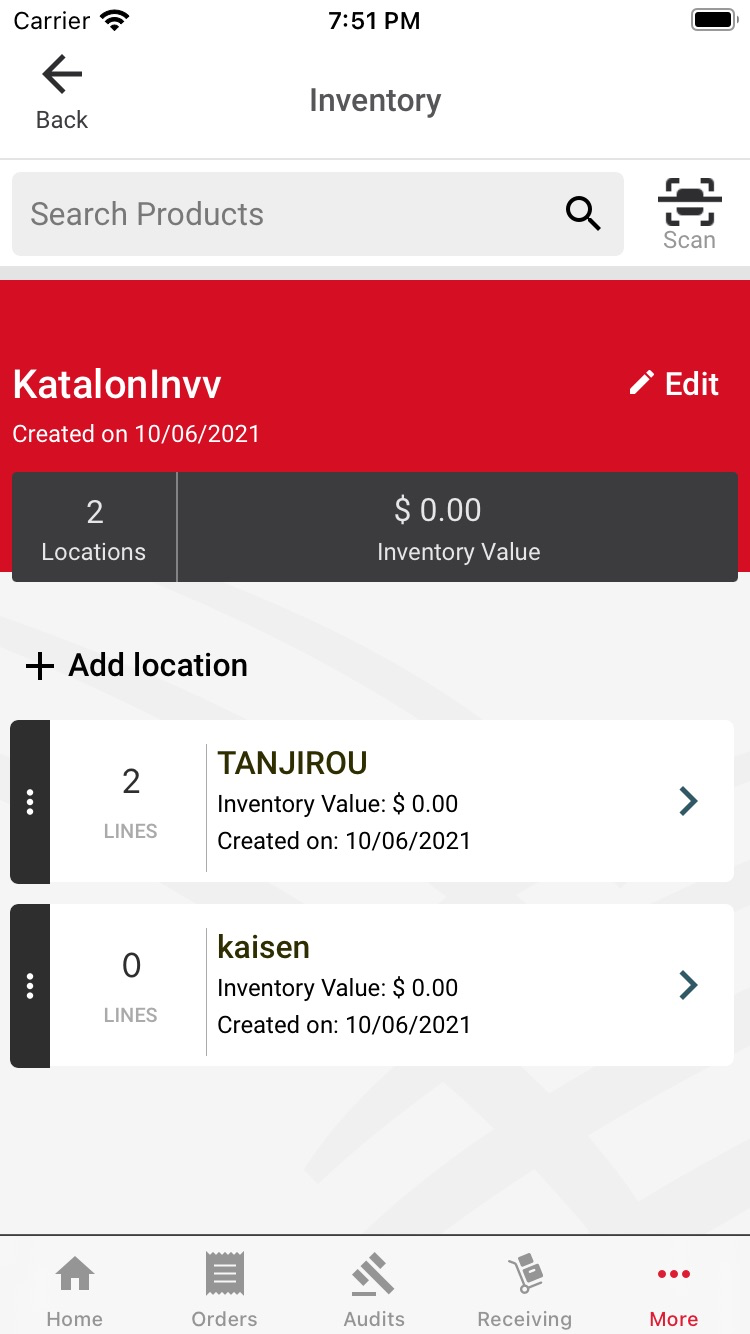 Carrier 7:51 PM
Back
Inventory
Search Products
Scan
KatalonInvv
Edit
Created on 10/06/2021
2
Locations
$ 0.00
Inventory Value
Add location
2
LINES
TANJIROU
Inventory Value: $ 0.00
Created on: 10/06/2021
0
LINES
kaisen
Inventory Value: $ 0.00
Created on: 10/06/2021
Home Orders Audits Receiving More